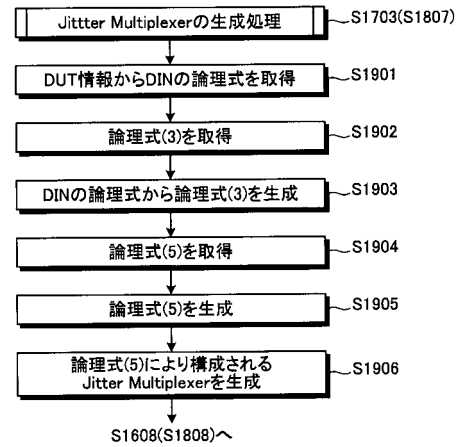 Jittter Multiplexerの生成処理
S1703(S1807)
DUT情報からDINの論理式を取得
S1901
論理式(3)を取得
S1902
DINの論理式から論理式(3)を生成
S1903
論理式(5)を取得
S1904
論理式(5)を生成
S1905
論理式(5)により構成される
Jitter Multiplexerを生成
S1906
S1608(S1808)へ